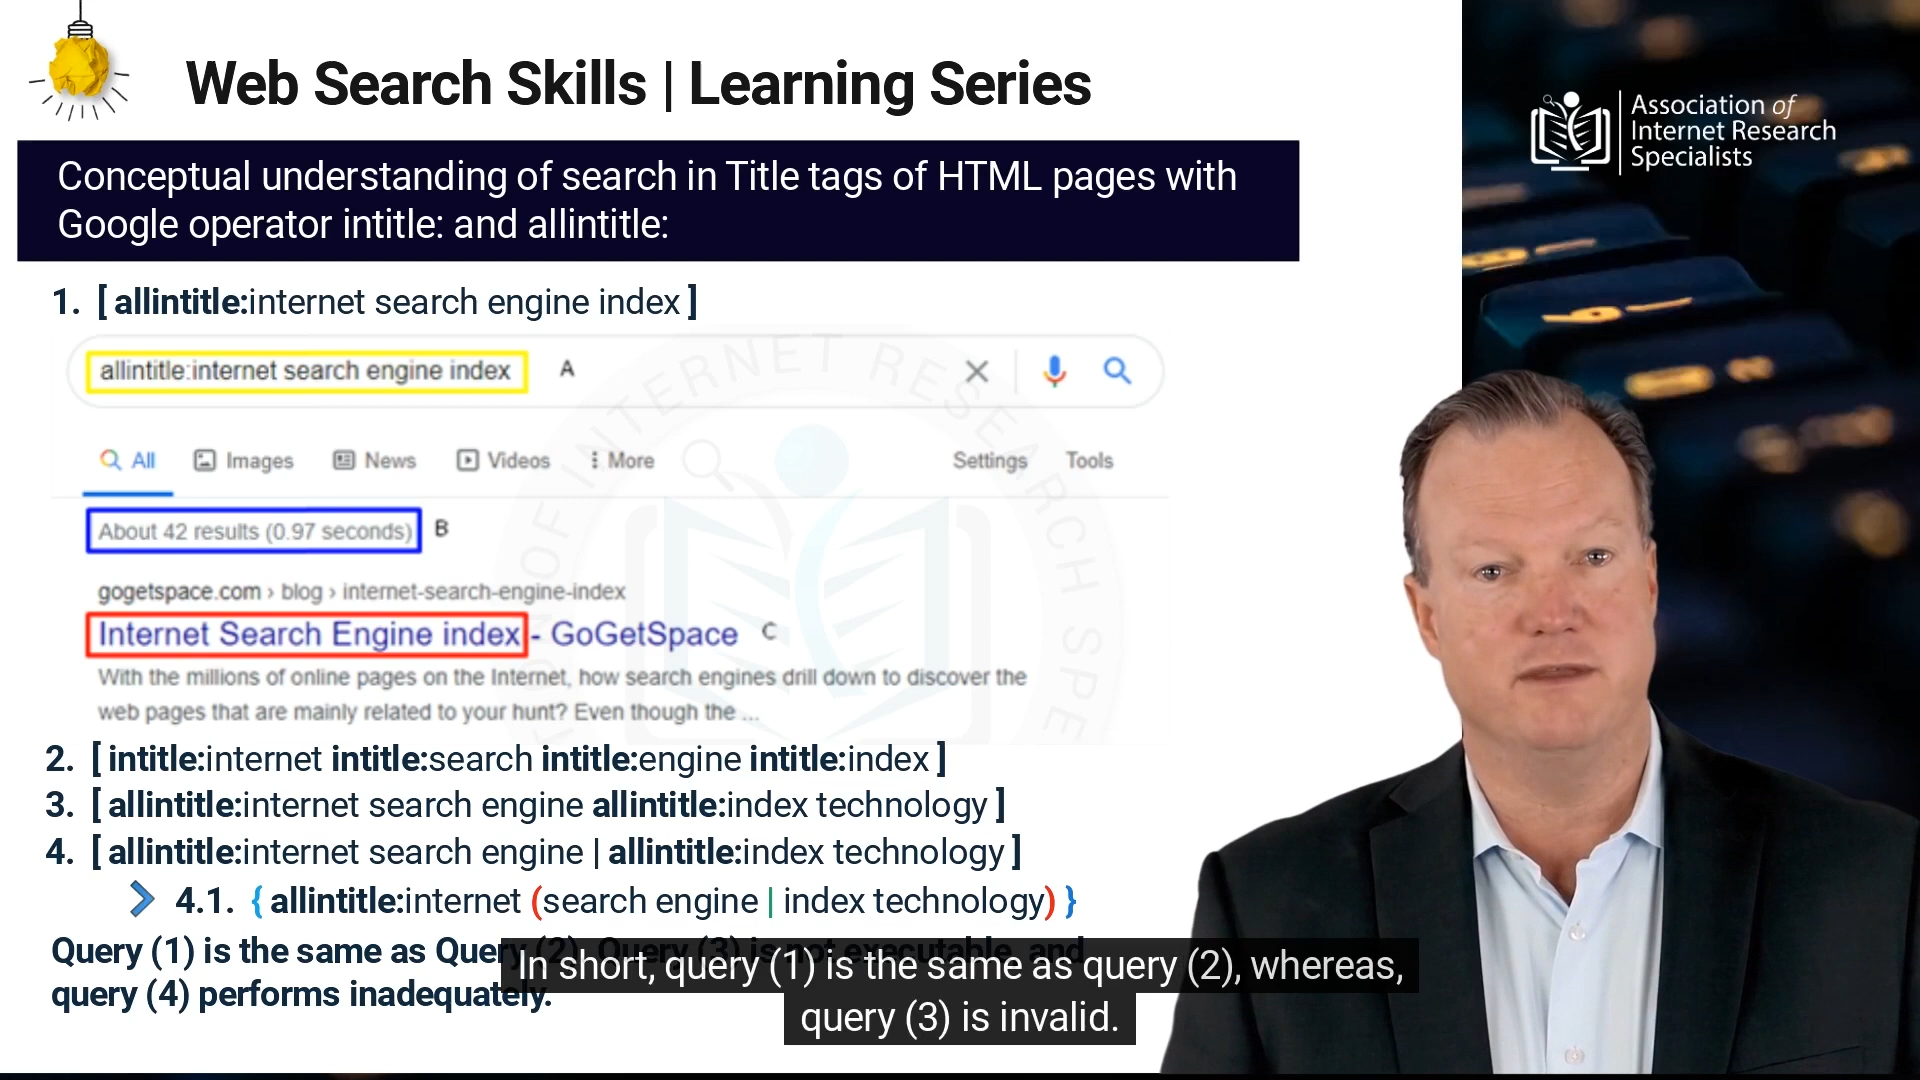 Web Search Skills | Learning Series
Association of
Internet Research
Specialists
Conceptual understanding of search in Title tags of HTML pages with
Google operator intitle: and allintitle:
1. [ allintitle:internet search engine index ]
allintitle:internet search engine index A
All Images News Videos More Settings Tools
About 42 results (0.97 seconds) B
gogetspace.com › blog › internet-search-engine-index
Internet Search Engine index - GoGetSpace C
With the millions of online pages on the Internet, how search engines drill down to discover the
web pages that are mainly related to your hunt? Even though the ...
2. [ intitle:internet intitle:search intitle:engine intitle:index ]
3. [ allintitle:internet search engine allintitle:index technology ]
4. [ allintitle:internet search engine | allintitle:index technology ]
4.1. { allintitle:internet (search engine | index technology) }
Query (1) is the same as Query (2), Query (3) is not executable, and
query (4) performs inadequately.
In short, query (1) is the same as query (2), whereas,
query (3) is invalid.